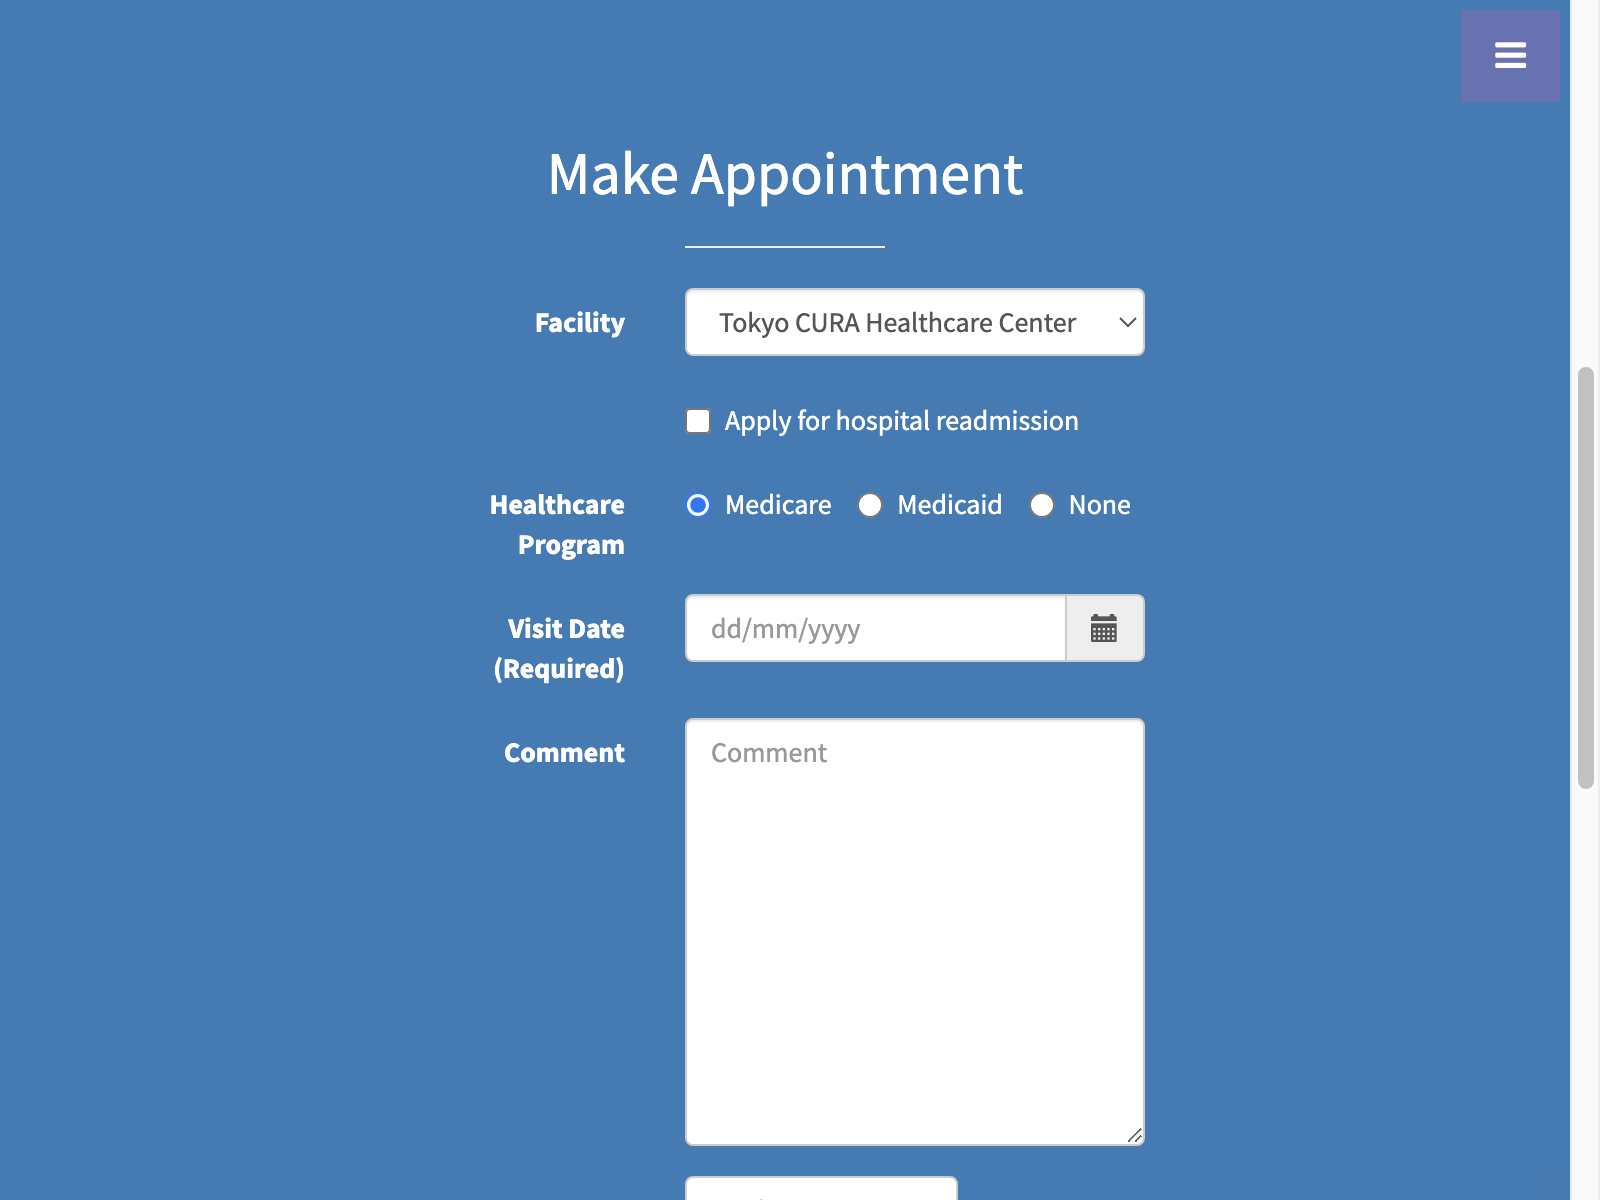 Make Appointment
Facility
Tokyo CURA Healthcare Center
Apply for hospital readmission
Healthcare
Program
Medicare
Medicaid
None
Visit Date
(Required)
dd/mm/yyyy
Comment
Comment